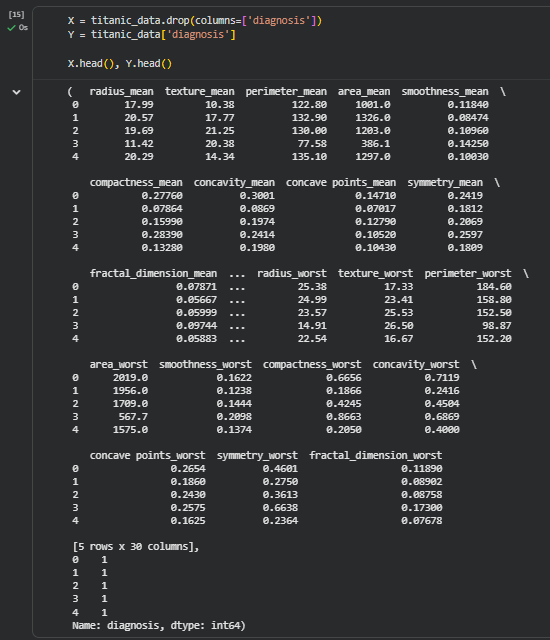 [15]
0s
X = titanic_data.drop(columns=['diagnosis'])
Y = titanic_data['diagnosis']
X.head(), Y.head()
(   radius_mean  texture_mean  perimeter_mean  area_mean  smoothness_mean  \
0        17.99         10.38          122.80     1001.0          0.11840
1        20.57         17.77          132.90     1326.0          0.08474
2        19.69         21.25          130.00     1203.0          0.10960
3        11.42         20.38           77.58      386.1          0.14250
4        20.29         14.34          135.10     1297.0          0.10030
compactness_mean  concavity_mean  concave points_mean  symmetry_mean  \
0           0.27760          0.3001              0.14710         0.2419
1           0.07864          0.0869              0.07017         0.1812
2           0.15990          0.1974              0.12790         0.2069
3           0.28390          0.2414              0.10520         0.2597
4           0.13280          0.1980              0.10430         0.1809
fractal_dimension_mean  ...  radius_worst  texture_worst  perimeter_worst  \
0                 0.07871  ...         25.38          17.33           184.60
1                 0.05667  ...         24.99          23.41           158.80
2                 0.05999  ...         23.57          25.53           152.50
3                 0.09744  ...         14.91          26.50            98.87
4                 0.05883  ...         22.54          16.67           152.20
area_worst  smoothness_worst  compactness_worst  concavity_worst  \
0      2019.0            0.1622             0.6656           0.7119
1      1956.0            0.1238             0.1866           0.2416
2      1709.0            0.1444             0.4245           0.4504
3       567.7            0.2098             0.8663           0.6869
4      1575.0            0.1374             0.2050           0.4000
concave points_worst  symmetry_worst  fractal_dimension_worst
0                0.2654          0.4601                  0.11890
1                0.1860          0.2750                  0.08902
2                0.2430          0.3613                  0.08758
3                0.2575          0.6638                  0.17300
4                0.1625          0.2364                  0.07678
[5 rows x 30 columns],
0    1
1    1
2    1
3    1
4    1
Name: diagnosis, dtype: int64)